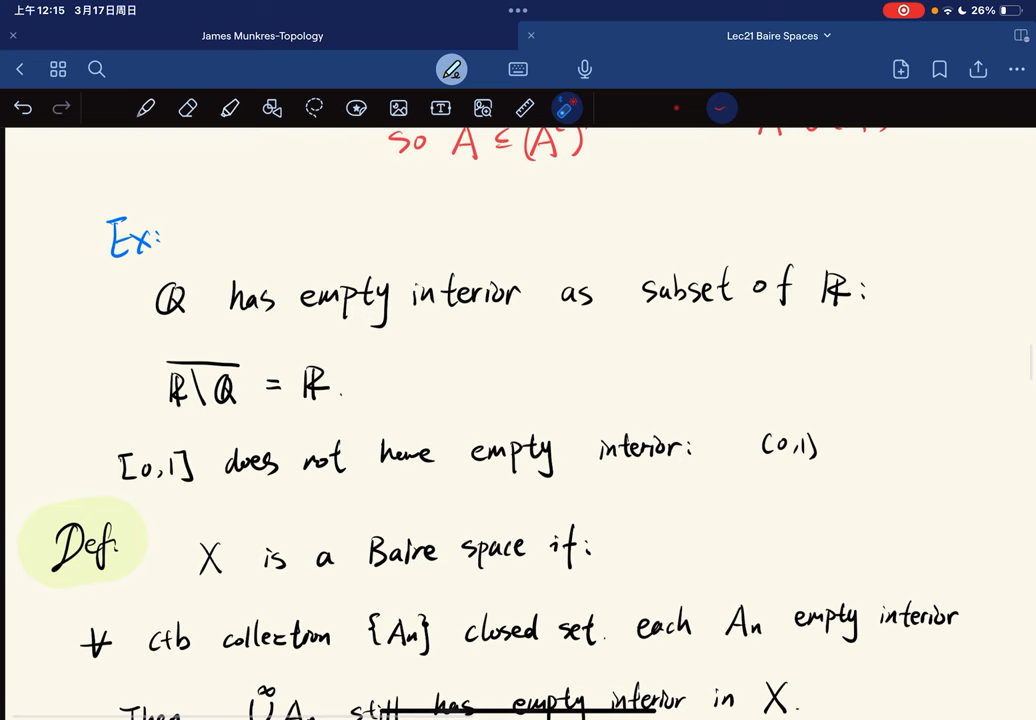 上午12:15 3月17日周日
26%
James Munkres-Topology
Lec21 Baire Spaces
so A ⊆ (A
Ex:
Q has empty interior as subset of R:
\overline{R\Q} = R.
[0,1] does not have empty interior: (0,1)
Def: X is a Baire space if:
∀ ctb collection {An} closed set. each An empty interior
Then ∞ ⋃ An still has empty interior in X.